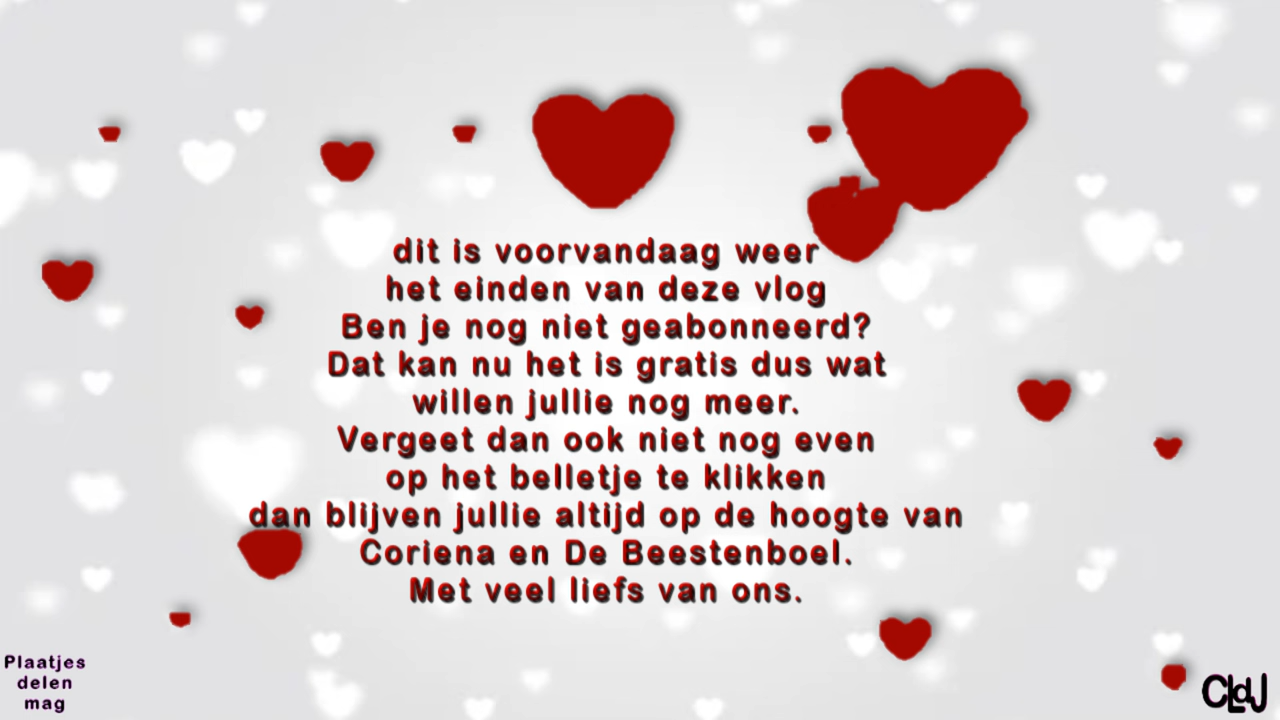 dit is voorvandaag weer
het einden van deze vlog
Ben je nog niet geabonneerd?
Dat kan nu het is gratis dus wat
willen jullie nog meer.
Vergeet dan ook niet nog even
op het belletje te klikken
dan blijven jullie altijd op de hoogte van
Coriena en De Beestenboel.
Met veel liefs van ons.
Plaatjes
delen
mag
CLdJ